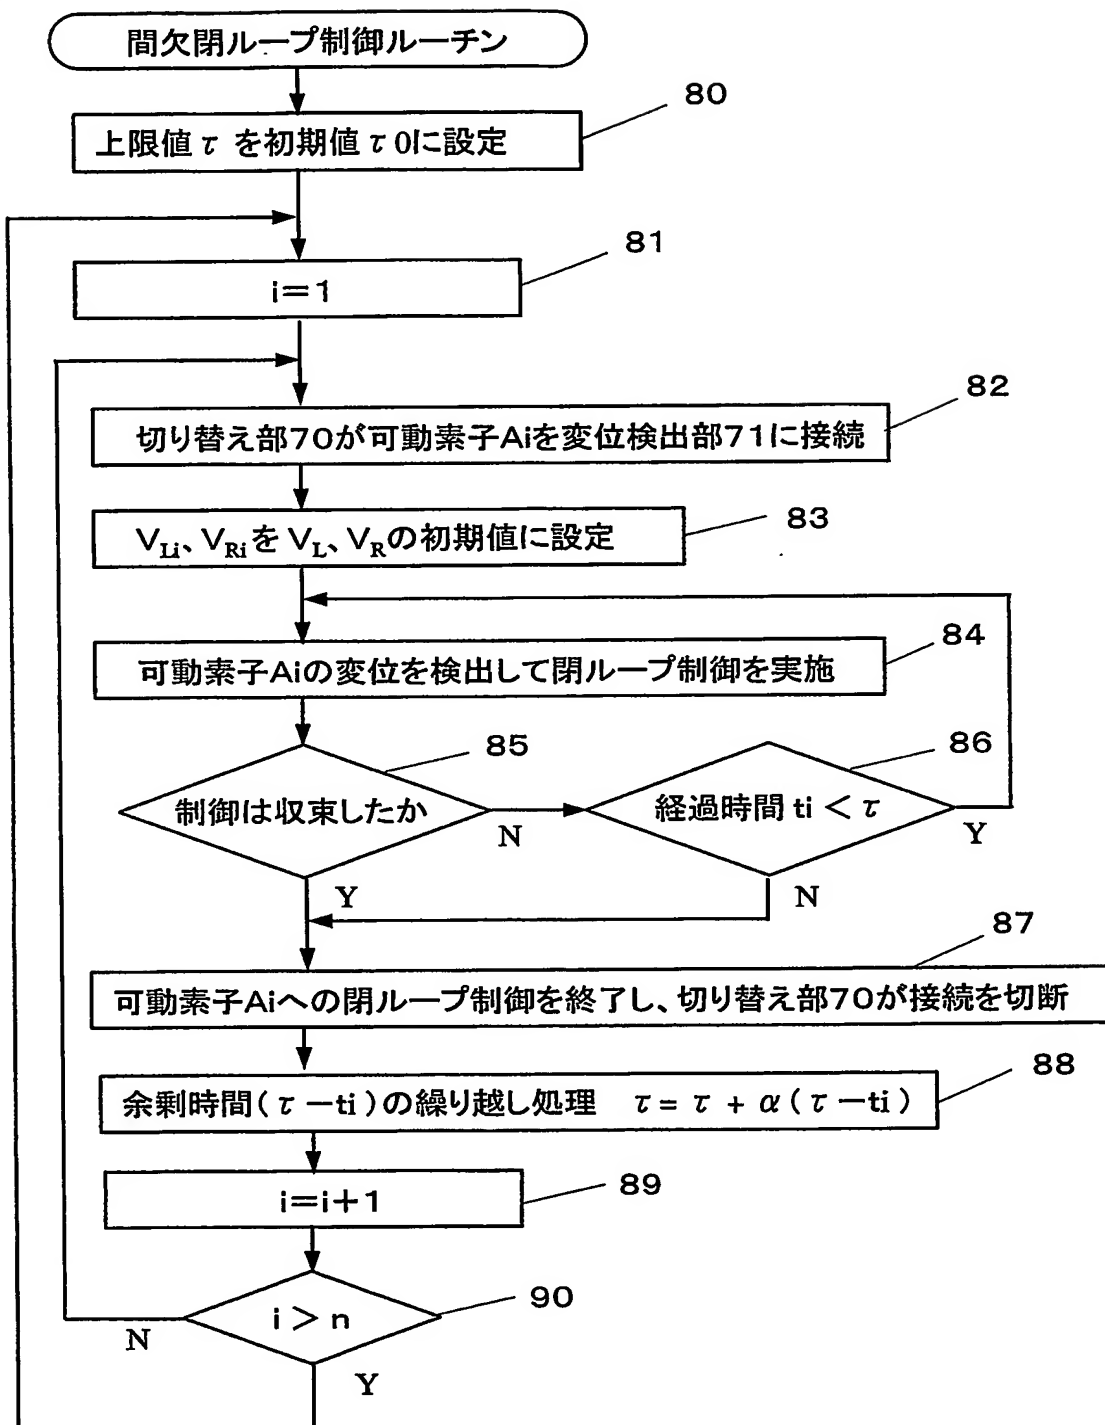 間欠閉ループ制御ルーチン
80
上限値τ を初期値τ0に設定
81
i=1
82
切り替え部70が可動素子Aiを変位検出部71に接続
83
VLi、VRiをVL、VRの初期値に設定
84
可動素子Aiの変位を検出して閉ループ制御を実施
85
86
制御は収束したか
経過時間 ti < τ
N
Y
Y
N
87
可動素子Aiへの閉ループ制御を終了し、切り替え部70が接続を切断
88
余剰時間(τ-ti)の繰り越し処理 τ = τ + α(τ-ti)
89
i=i+1
90
i > n
N
Y